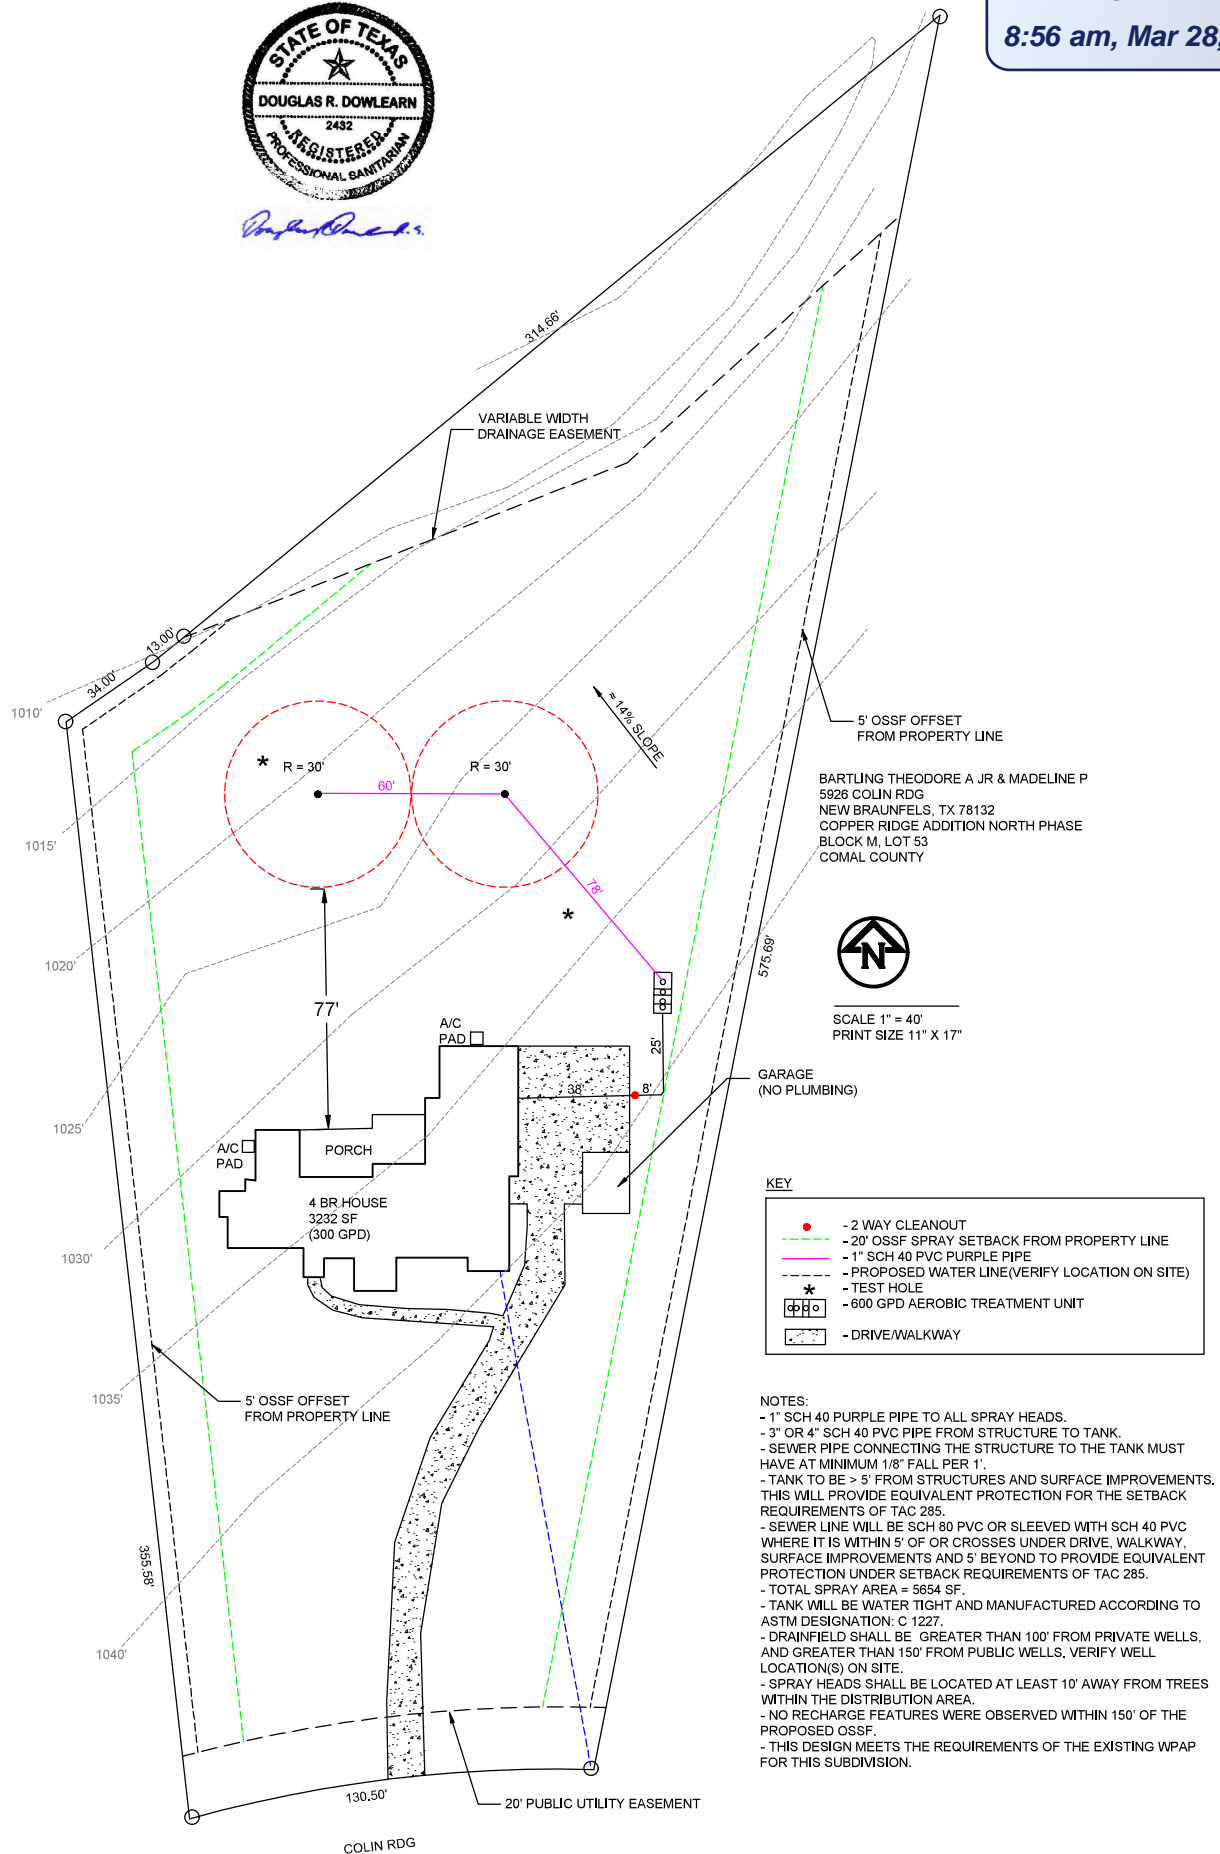 8:56 am, Mar 28,
STATE OF TEXAS
DOUGLAS R. DOWLEARN
2432
REGISTERED
PROFESSIONAL SANITARIAN
314.66'
VARIABLE WIDTH
DRAINAGE EASEMENT
13.00'
34.00'
1010'
≈ 14% SLOPE
5' OSSF OFFSET
FROM PROPERTY LINE
R = 30'
R = 30'
60'
BARTLING THEODORE A JR & MADELINE P
5926 COLIN RDG
NEW BRAUNFELS, TX 78132
COPPER RIDGE ADDITION NORTH PHASE
BLOCK M, LOT 53
COMAL COUNTY
1015'
78'
*
*
N
575.69'
1020'
77'
SCALE 1" = 40'
PRINT SIZE 11" X 17"
A/C
PAD
25'
GARAGE
(NO PLUMBING)
38'
8'
1025'
A/C
PAD
PORCH
4 BR HOUSE
3232 SF
(300 GPD)
KEY
- 2 WAY CLEANOUT
- 20' OSSF SPRAY SETBACK FROM PROPERTY LINE
- 1" SCH 40 PVC PURPLE PIPE
- PROPOSED WATER LINE(VERIFY LOCATION ON SITE)
* - TEST HOLE
- 600 GPD AEROBIC TREATMENT UNIT
- DRIVE/WALKWAY
1030'
1035'
5' OSSF OFFSET
FROM PROPERTY LINE
NOTES:
- 1" SCH 40 PURPLE PIPE TO ALL SPRAY HEADS.
- 3" OR 4" SCH 40 PVC PIPE FROM STRUCTURE TO TANK.
- SEWER PIPE CONNECTING THE STRUCTURE TO THE TANK MUST
HAVE AT MINIMUM 1/8" FALL PER 1'.
- TANK TO BE > 5' FROM STRUCTURES AND SURFACE IMPROVEMENTS.
THIS WILL PROVIDE EQUIVALENT PROTECTION FOR THE SETBACK
REQUIREMENTS OF TAC 285.
- SEWER LINE WILL BE SCH 80 PVC OR SLEEVED WITH SCH 40 PVC
WHERE IT IS WITHIN 5' OF OR CROSSES UNDER DRIVE, WALKWAY,
SURFACE IMPROVEMENTS AND 5' BEYOND TO PROVIDE EQUIVALENT
PROTECTION UNDER SETBACK REQUIREMENTS OF TAC 285.
- TOTAL SPRAY AREA = 5654 SF.
- TANK WILL BE WATER TIGHT AND MANUFACTURED ACCORDING TO
ASTM DESIGNATION: C 1227.
- DRAINFIELD SHALL BE GREATER THAN 100' FROM PRIVATE WELLS,
AND GREATER THAN 150' FROM PUBLIC WELLS, VERIFY WELL
LOCATION(S) ON SITE.
- SPRAY HEADS SHALL BE LOCATED AT LEAST 10' AWAY FROM TREES
WITHIN THE DISTRIBUTION AREA.
- NO RECHARGE FEATURES WERE OBSERVED WITHIN 150' OF THE
PROPOSED OSSF.
- THIS DESIGN MEETS THE REQUIREMENTS OF THE EXISTING WPAP
FOR THIS SUBDIVISION.
355.58'
1040'
130.50'
20' PUBLIC UTILITY EASEMENT
COLIN RDG